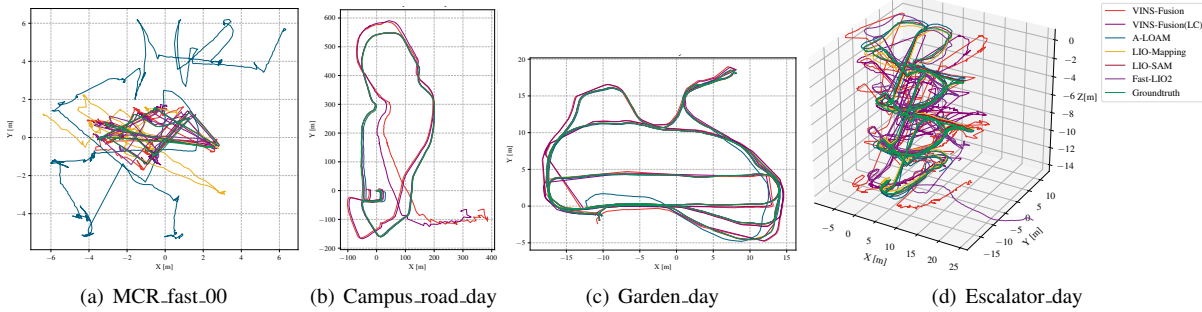 6
4
2
0
−2
−4
Y [m]
−6 −4 −2 0 2 4 6
X [m]
600
500
400
300
200
100
0
−100
−200
Y [m]
−100 0 100 200 300 400
X [m]
20
15
10
5
0
−5
Y [m]
−15 −10 −5 0 5 10 15
X [m]
0
−2
−4
−6
−8
−10
−12
−14
Z[m]
−5 0 5 10 15 20 25
X [m]
−15 −10 −5 0 5 10
Y [m]
VINS-Fusion
VINS-Fusion(LC)
A-LOAM
LIO-Mapping
LIO-SAM
Fast-LIO2
Groundtruth
(a) MCR_fast_00
(b) Campus_road_day
(c) Garden_day
(d) Escalator_day